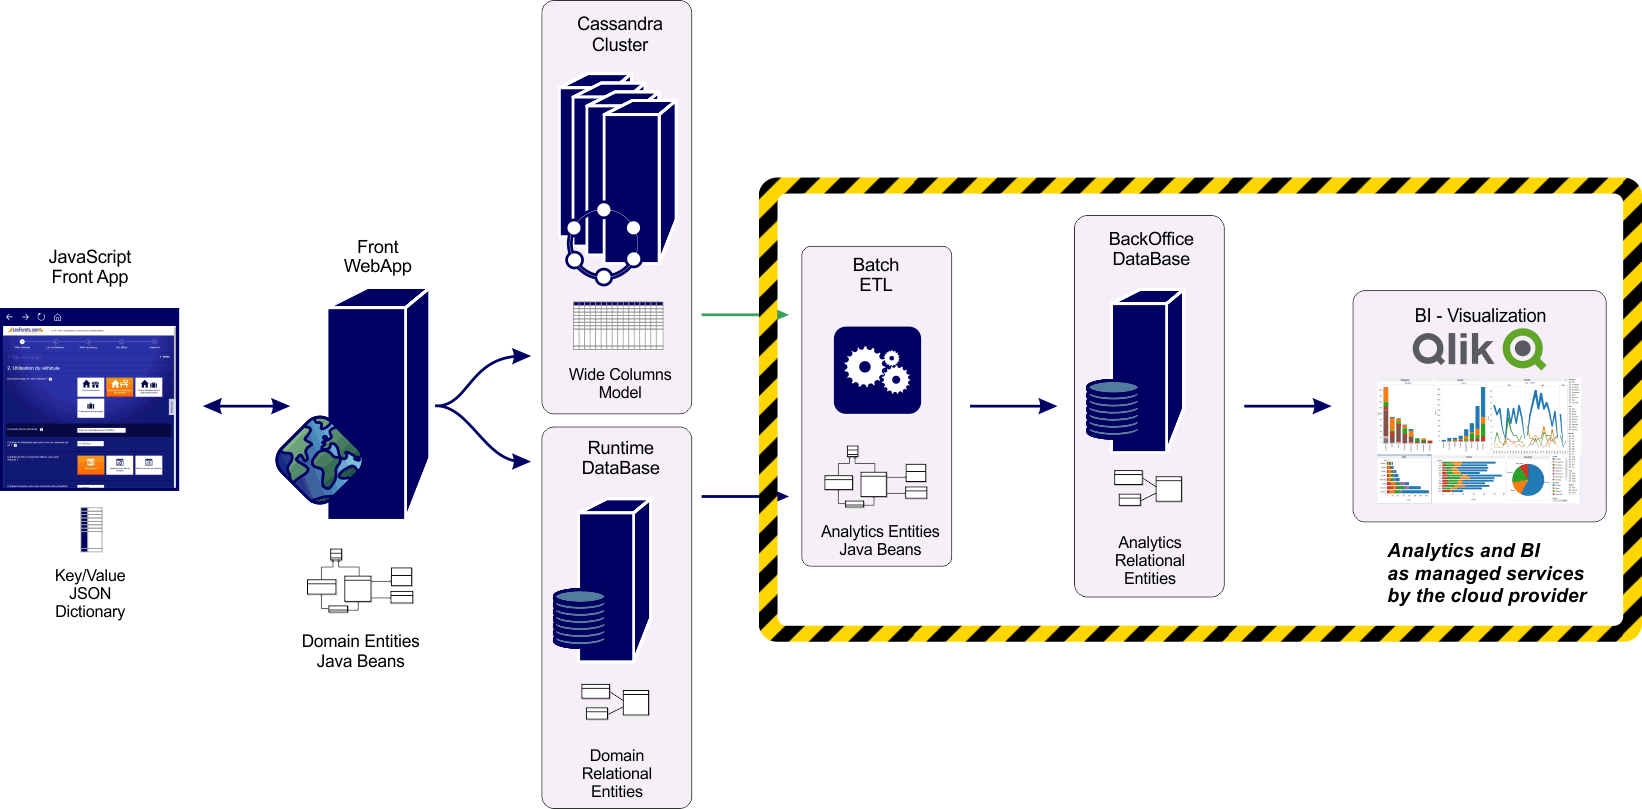 JavaScript
Front App
LesFurets.com
2. Utilisation du véhicule
Key/Value
JSON
Dictionary
Front
WebApp
Domain Entities
Java Beans
Cassandra
Cluster
Wide Columns
Model
Runtime
DataBase
Domain
Relational
Entities
Batch
ETL
Analytics Entities
Java Beans
BackOffice
DataBase
Analytics
Relational
Entities
BI - Visualization
Qlik
Analytics and BI
as managed services
by the cloud provider